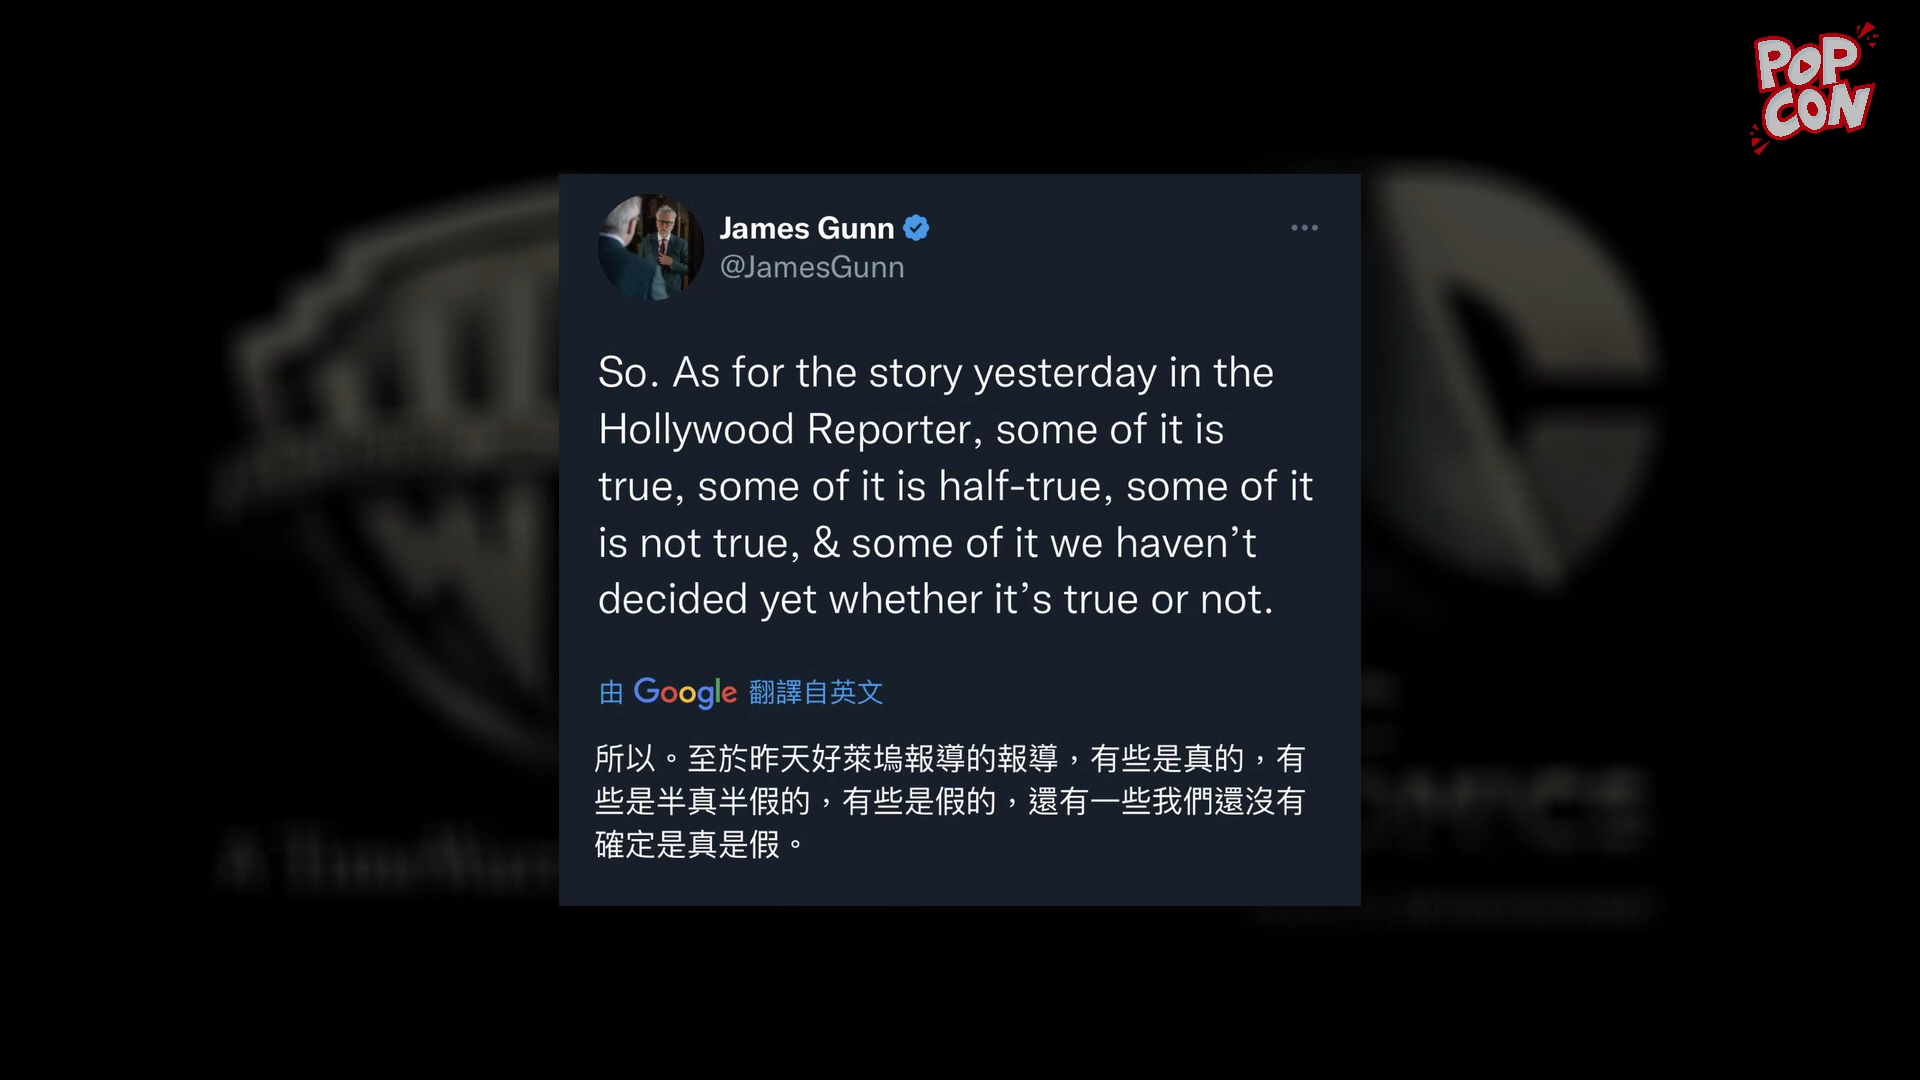 POP
CON
James Gunn
@JamesGunn
So. As for the story yesterday in the
Hollywood Reporter, some of it is
true, some of it is half-true, some of it
is not true, & some of it we haven’t
decided yet whether it’s true or not.
由 Google 翻譯自英文
所以。至於昨天好萊塢報導的報導，有些是真的，有
些是半真半假的，有些是假的，還有一些我們還沒有
確定是真是假。